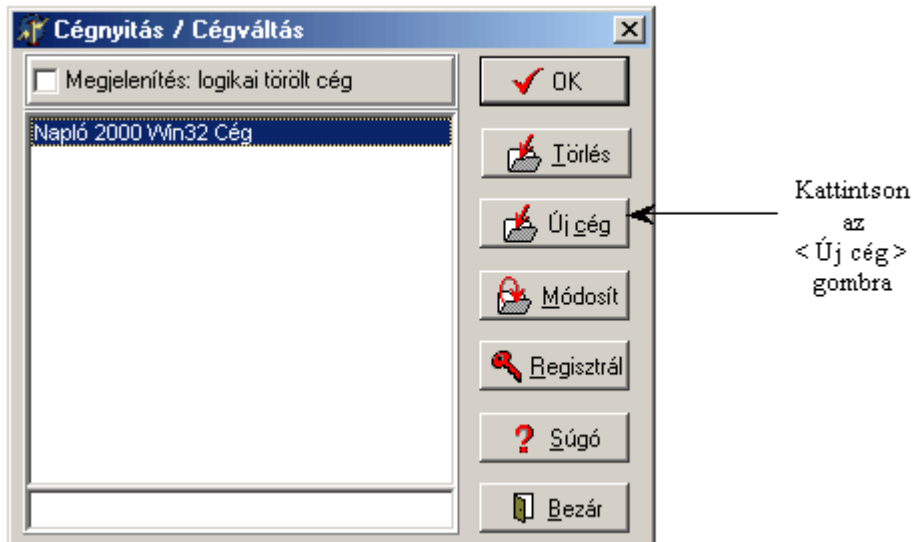 Cégnyitás / Cégváltás
Megjelenítés: logikai törölt cég
OK
Napló 2000 Win32 Cég
Törlés
Új cég
Módosít
Regisztrál
Súgó
Bezár
Kattintson
az
< Új cég >
gombra